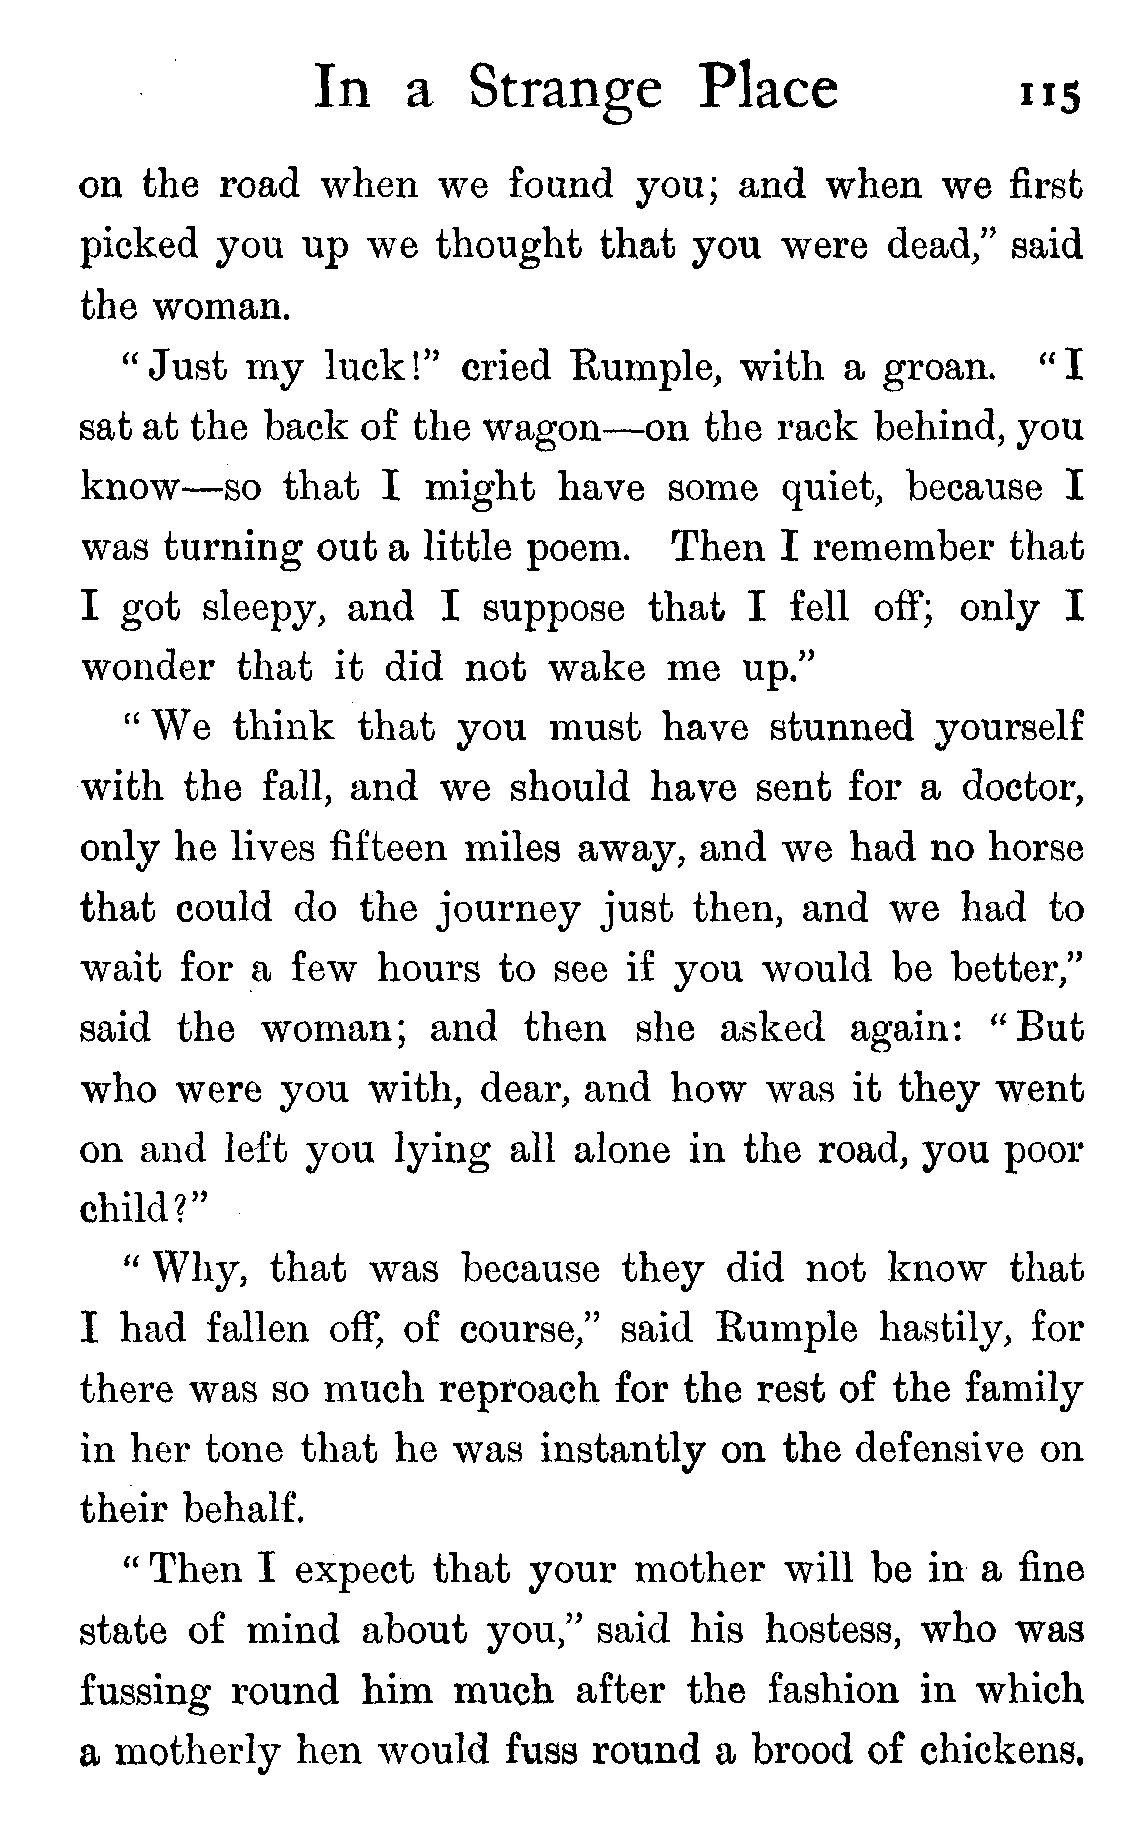 In a Strange Place 115
on the road when we found you; and when we first
picked you up we thought that you were dead,” said
the woman.
“Just my luck!” cried Rumple, with a groan. “I
sat at the back of the wagon—on the rack behind, you
know—so that I might have some quiet, because I
was turning out a little poem. Then I remember that
I got sleepy, and I suppose that I fell off; only I
wonder that it did not wake me up.”
“We think that you must have stunned yourself
with the fall, and we should have sent for a doctor,
only he lives fifteen miles away, and we had no horse
that could do the journey just then, and we had to
wait for a few hours to see if you would be better,”
said the woman; and then she asked again: “But
who were you with, dear, and how was it they went
on and left you lying all alone in the road, you poor
child?”
“Why, that was because they did not know that
I had fallen off, of course,” said Rumple hastily, for
there was so much reproach for the rest of the family
in her tone that he was instantly on the defensive on
their behalf.
“Then I expect that your mother will be in a fine
state of mind about you,” said his hostess, who was
fussing round him much after the fashion in which
a motherly hen would fuss round a brood of chickens.